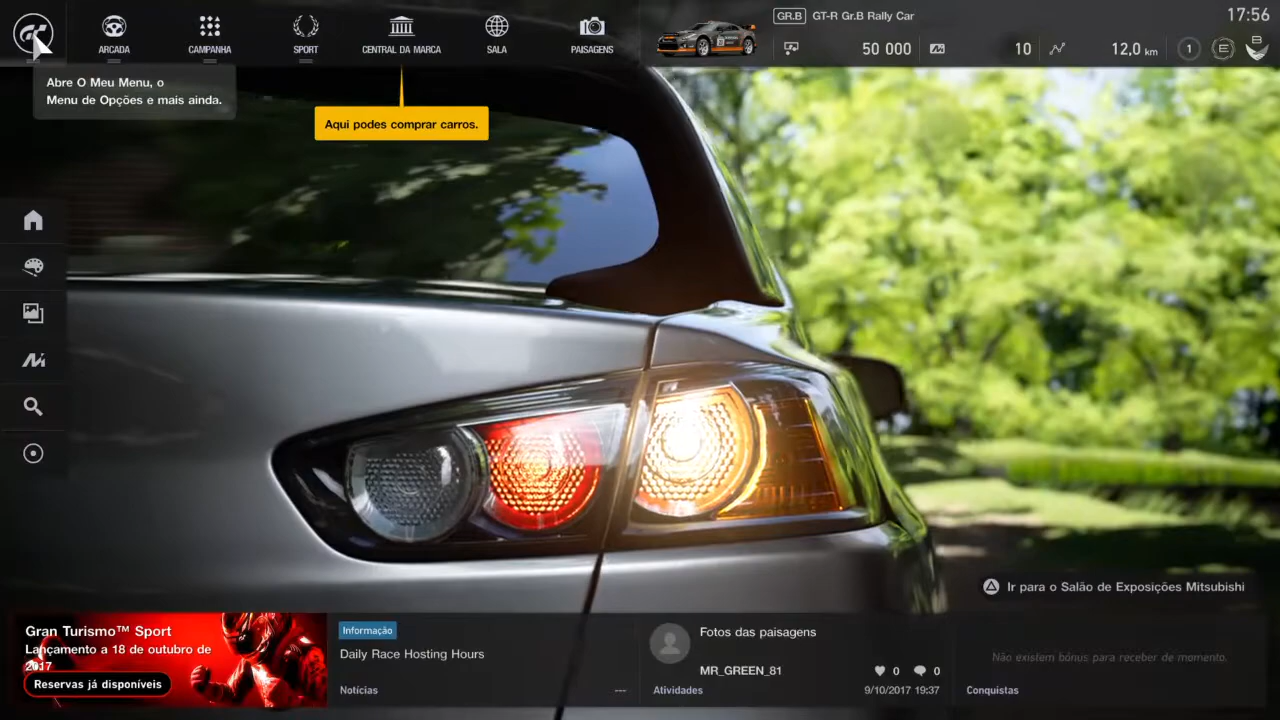 ARCADA
CAMPANHA
SPORT
CENTRAL DA MARCA
SALA
PAISAGENS
GR.B GT-R Gr.B Rally Car
17:56
50 000
10
12,0 km
1
E
B
Abre O Meu Menu, o
Menu de Opções e mais ainda.
Aqui podes comprar carros.
Ir para o Salão de Exposições Mitsubishi
Gran Turismo™ Sport
Lançamento a 18 de outubro de
2017
Reservas já disponíveis
Informação
Daily Race Hosting Hours
Notícias
---
Fotos das paisagens
MR_GREEN_81
0 0
Atividades
9/10/2017 19:37
Não existem bónus para receber de momento.
Conquistas